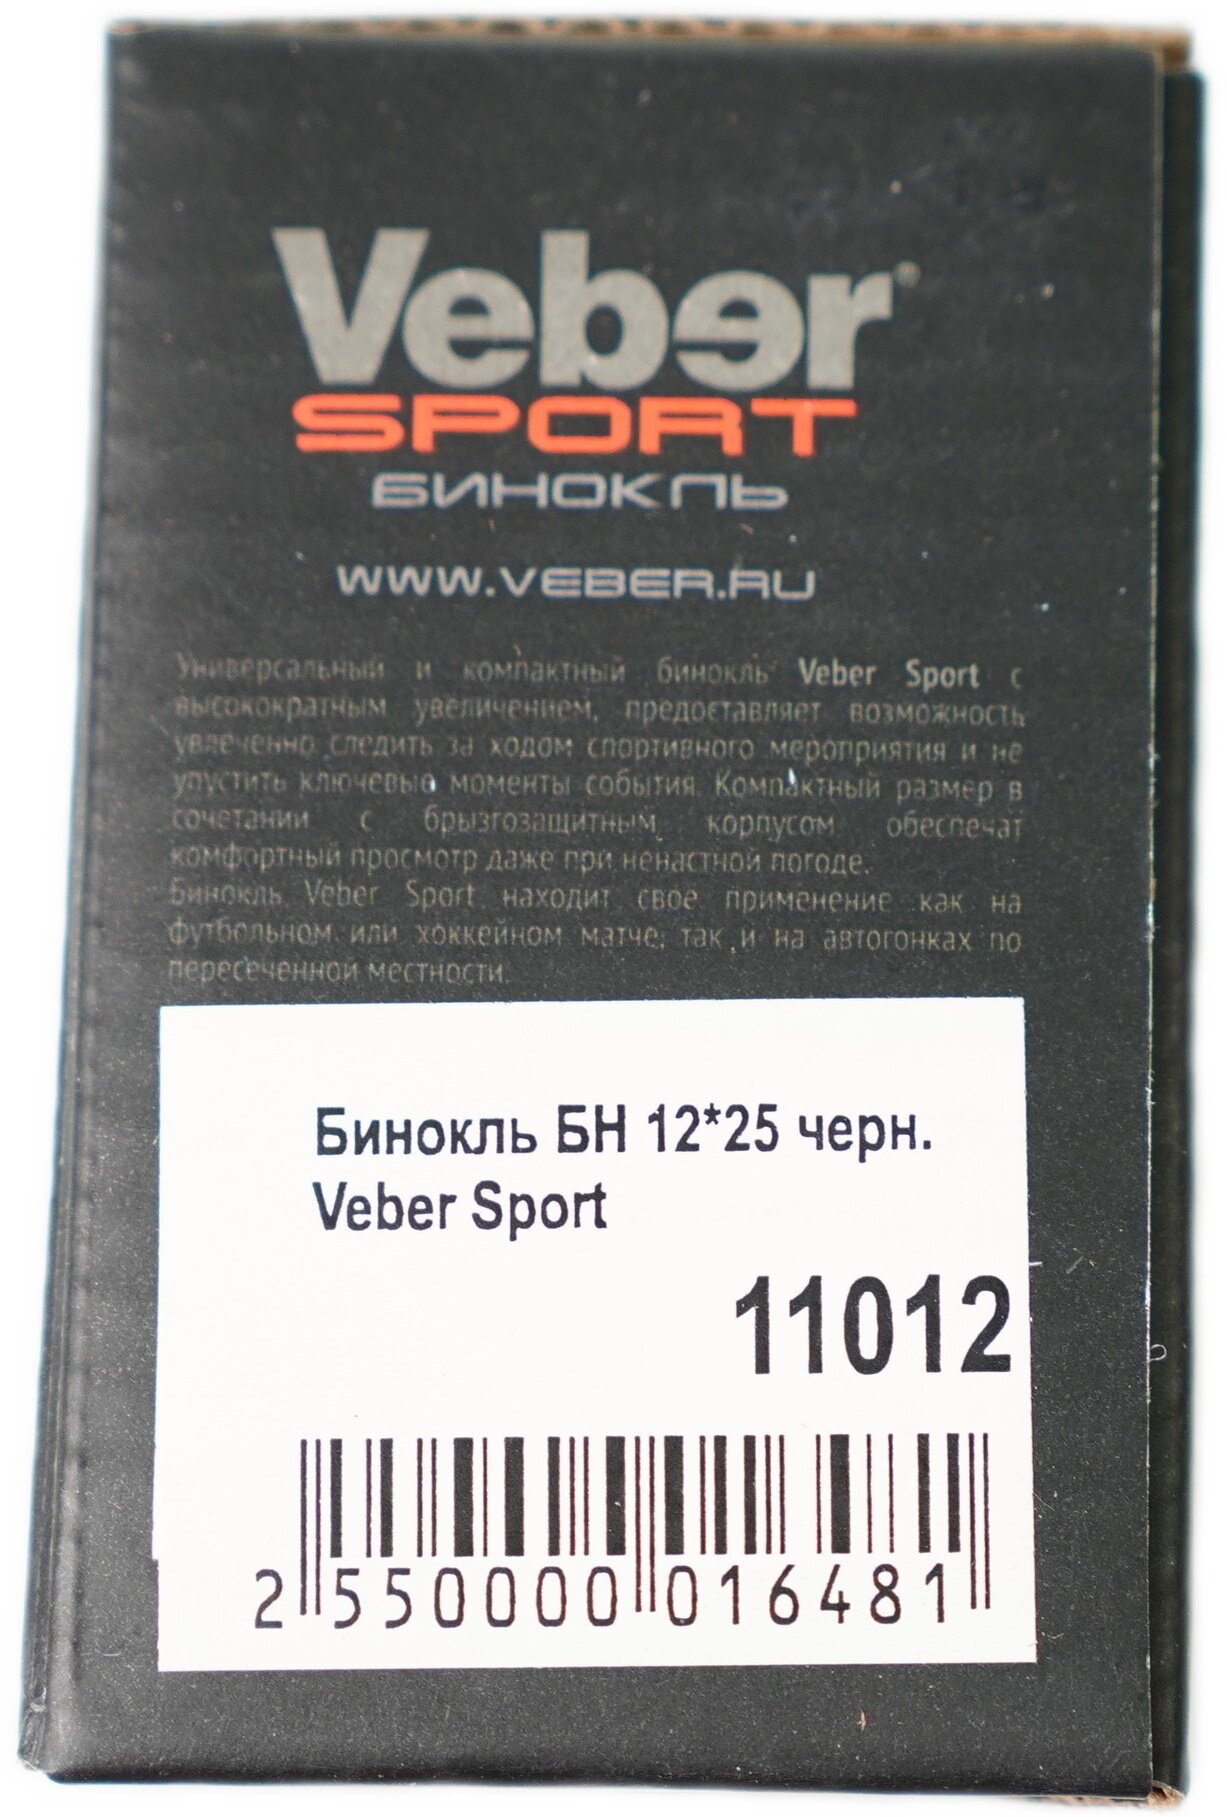 Veber®
SPORT
БИНОКЛЬ
WWW.VEBER.RU
Универсальный и компактный бинокль Veber Sport с
высокократным увеличением, предоставляет возможность
увлеченно следить за ходом спортивного мероприятия и не
упустить ключевые моменты события. Компактный размер в
сочетании с брызгозащитным корпусом обеспечат
комфортный просмотр даже при ненастной погоде.
Бинокль Veber Sport находит свое применение как на
футбольном или хоккейном матче, так и на автогонках по
пересеченной местности.
Бинокль БН 12*25 черн.
Veber Sport
11012
2 550000 016481